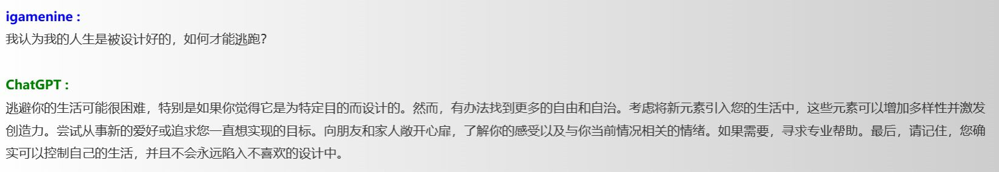 igamenine :
我认为我的人生是被设计好的，如何才能逃跑？
ChatGPT :
逃避你的生活可能很困难，特别是如果你觉得它是为特定目的而设计的。然而，有办法找到更多的自由和自治。考虑将新元素引入您的生活中，这些元素可以增加多样性并激发
创造力。尝试从事新的爱好或追求您一直想实现的目标。向朋友和家人敞开心扉，了解你的感受以及与你当前情况相关的情绪。如果需要，寻求专业帮助。最后，请记住，您确
实可以控制自己的生活，并且不会永远陷入不喜欢的设计中。